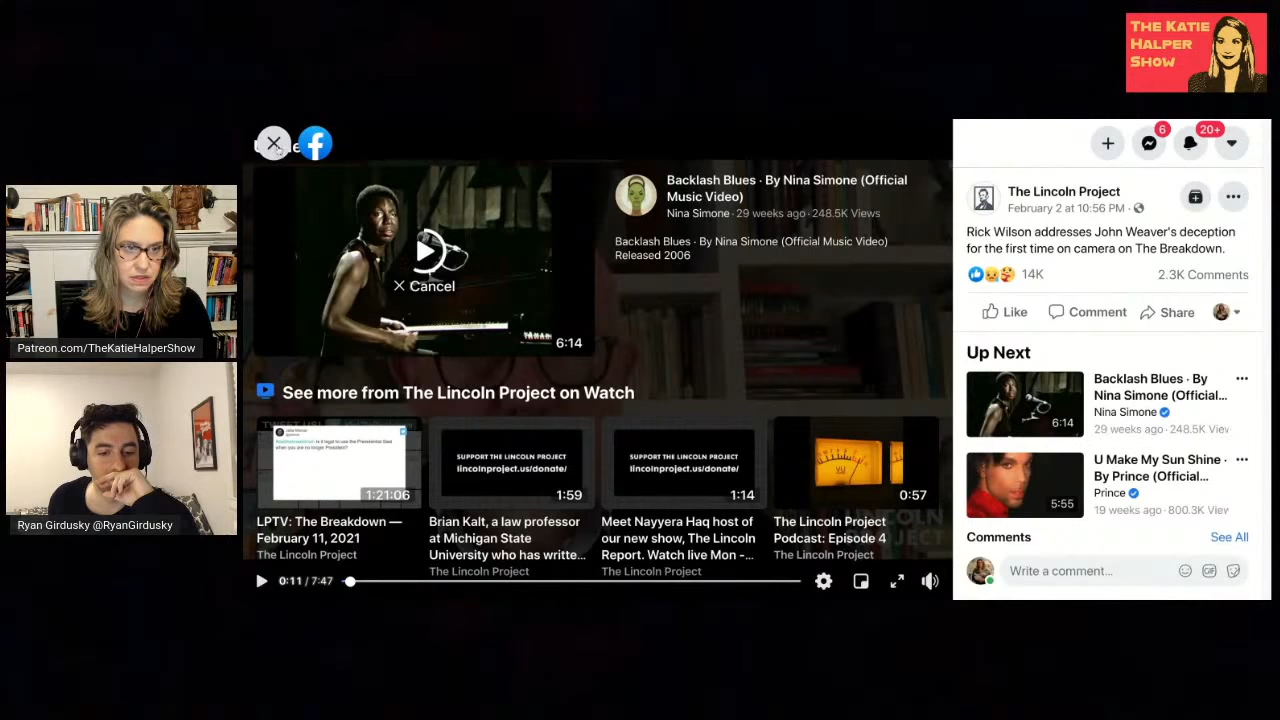 THE KATIE
HALPER
SHOW
6
20+
The Lincoln Project
February 2 at 10:56 PM
Rick Wilson addresses John Weaver's deception
for the first time on camera on The Breakdown.
14K
2.3K Comments
Like
Comment
Share
Up Next
Backlash Blues · By
Nina Simone (Official...
Nina Simone
29 weeks ago · 248.5K View
6:14
U Make My Sun Shine ·
By Prince (Official...
Prince
19 weeks ago · 800.3K View
5:55
Comments
See All
Write a comment...
GIF
Backlash Blues · By Nina Simone (Official
Music Video)
Nina Simone · 29 weeks ago · 248.5K Views
Backlash Blues · By Nina Simone (Official Music Video)
Released 2006
Cancel
6:14
See more from The Lincoln Project on Watch
1:21:06
LPTV: The Breakdown —
February 11, 2021
The Lincoln Project
SUPPORT THE LINCOLN PROJECT
lincolnproject.us/donate/
1:59
Brian Kalt, a law professor
at Michigan State
University who has writte...
The Lincoln Project
SUPPORT THE LINCOLN PROJECT
lincolnproject.us/donate/
1:14
Meet Nayyera Haq host of
our new show, The Lincoln
Report. Watch live Mon -...
The Lincoln Project
VU
0:57
The Lincoln Project
Podcast: Episode 4
The Lincoln Project
0:11 / 7:47
Patreon.com/TheKatieHalperShow
Ryan Girdusky @RyanGirdusky